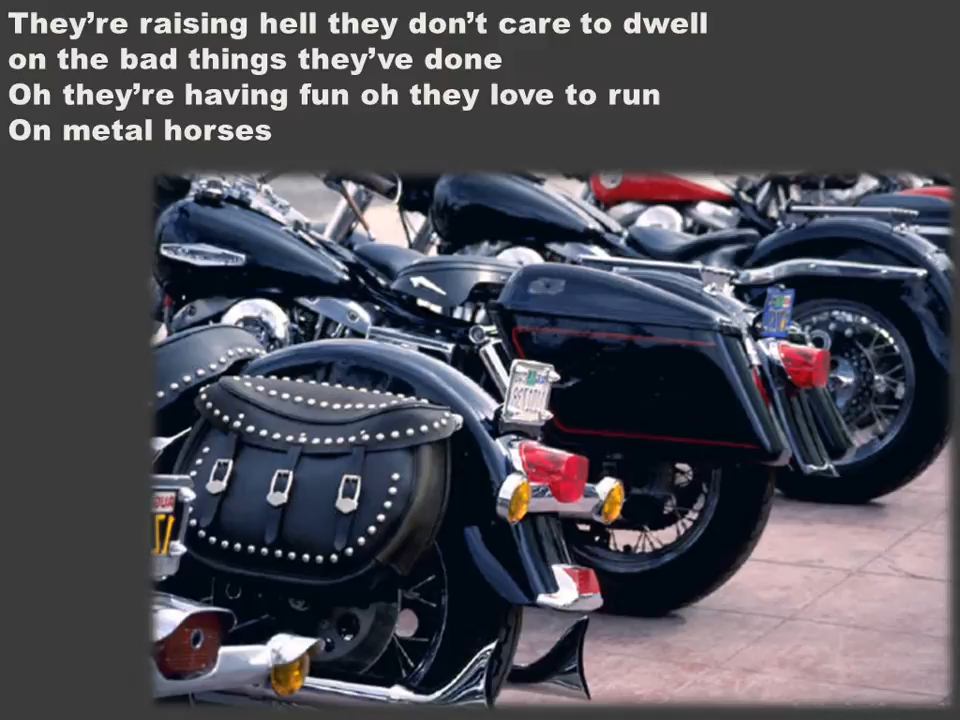 They’re raising hell they don’t care to dwell
on the bad things they’ve done
Oh they’re having fun oh they love to run
On metal horses